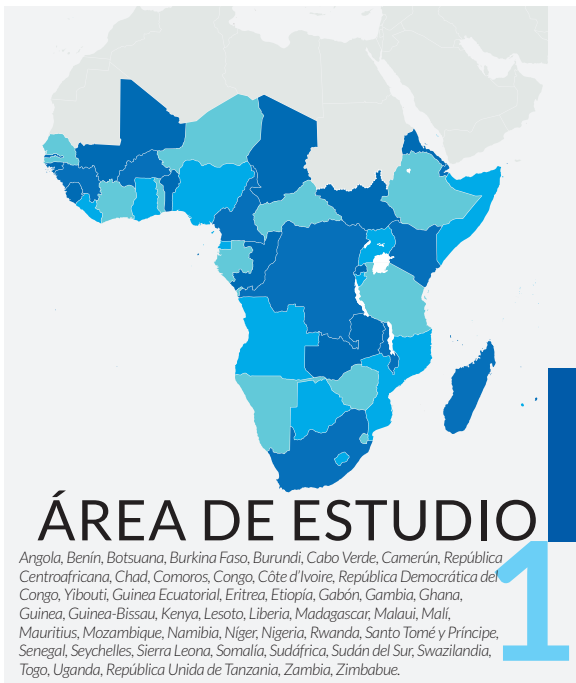 ÁREA DE ESTUDIO
1
Angola, Benín, Botsuana, Burkina Faso, Burundi, Cabo Verde, Camerún, República
Centroafricana, Chad, Comoros, Congo, Côte d'Ivoire, República Democrática del
Congo, Yibouti, Guinea Ecuatorial, Eritrea, Etiopía, Gabón, Gambia, Ghana,
Guinea, Guinea-Bissau, Kenya, Lesoto, Liberia, Madagascar, Malaui, Malí,
Mauritius, Mozambique, Namibia, Níger, Nigeria, Rwanda, Santo Tomé y Príncipe,
Senegal, Seychelles, Sierra Leona, Somalía, Sudáfrica, Sudán del Sur, Swazilandia,
Togo, Uganda, República Unida de Tanzania, Zambia, Zimbabue.